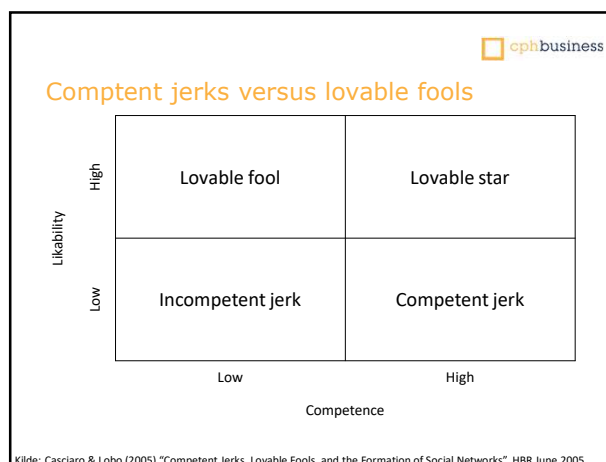 cphbusiness
Comptent jerks versus lovable fools
High
Lovable fool
Lovable star
Likability
Low
Incompetent jerk
Competent jerk
Low
High
Competence
Kilde: Casciaro & Lobo (2005) "Competent Jerks, Lovable Fools, and the Formation of Social Networks", HBR June 2005